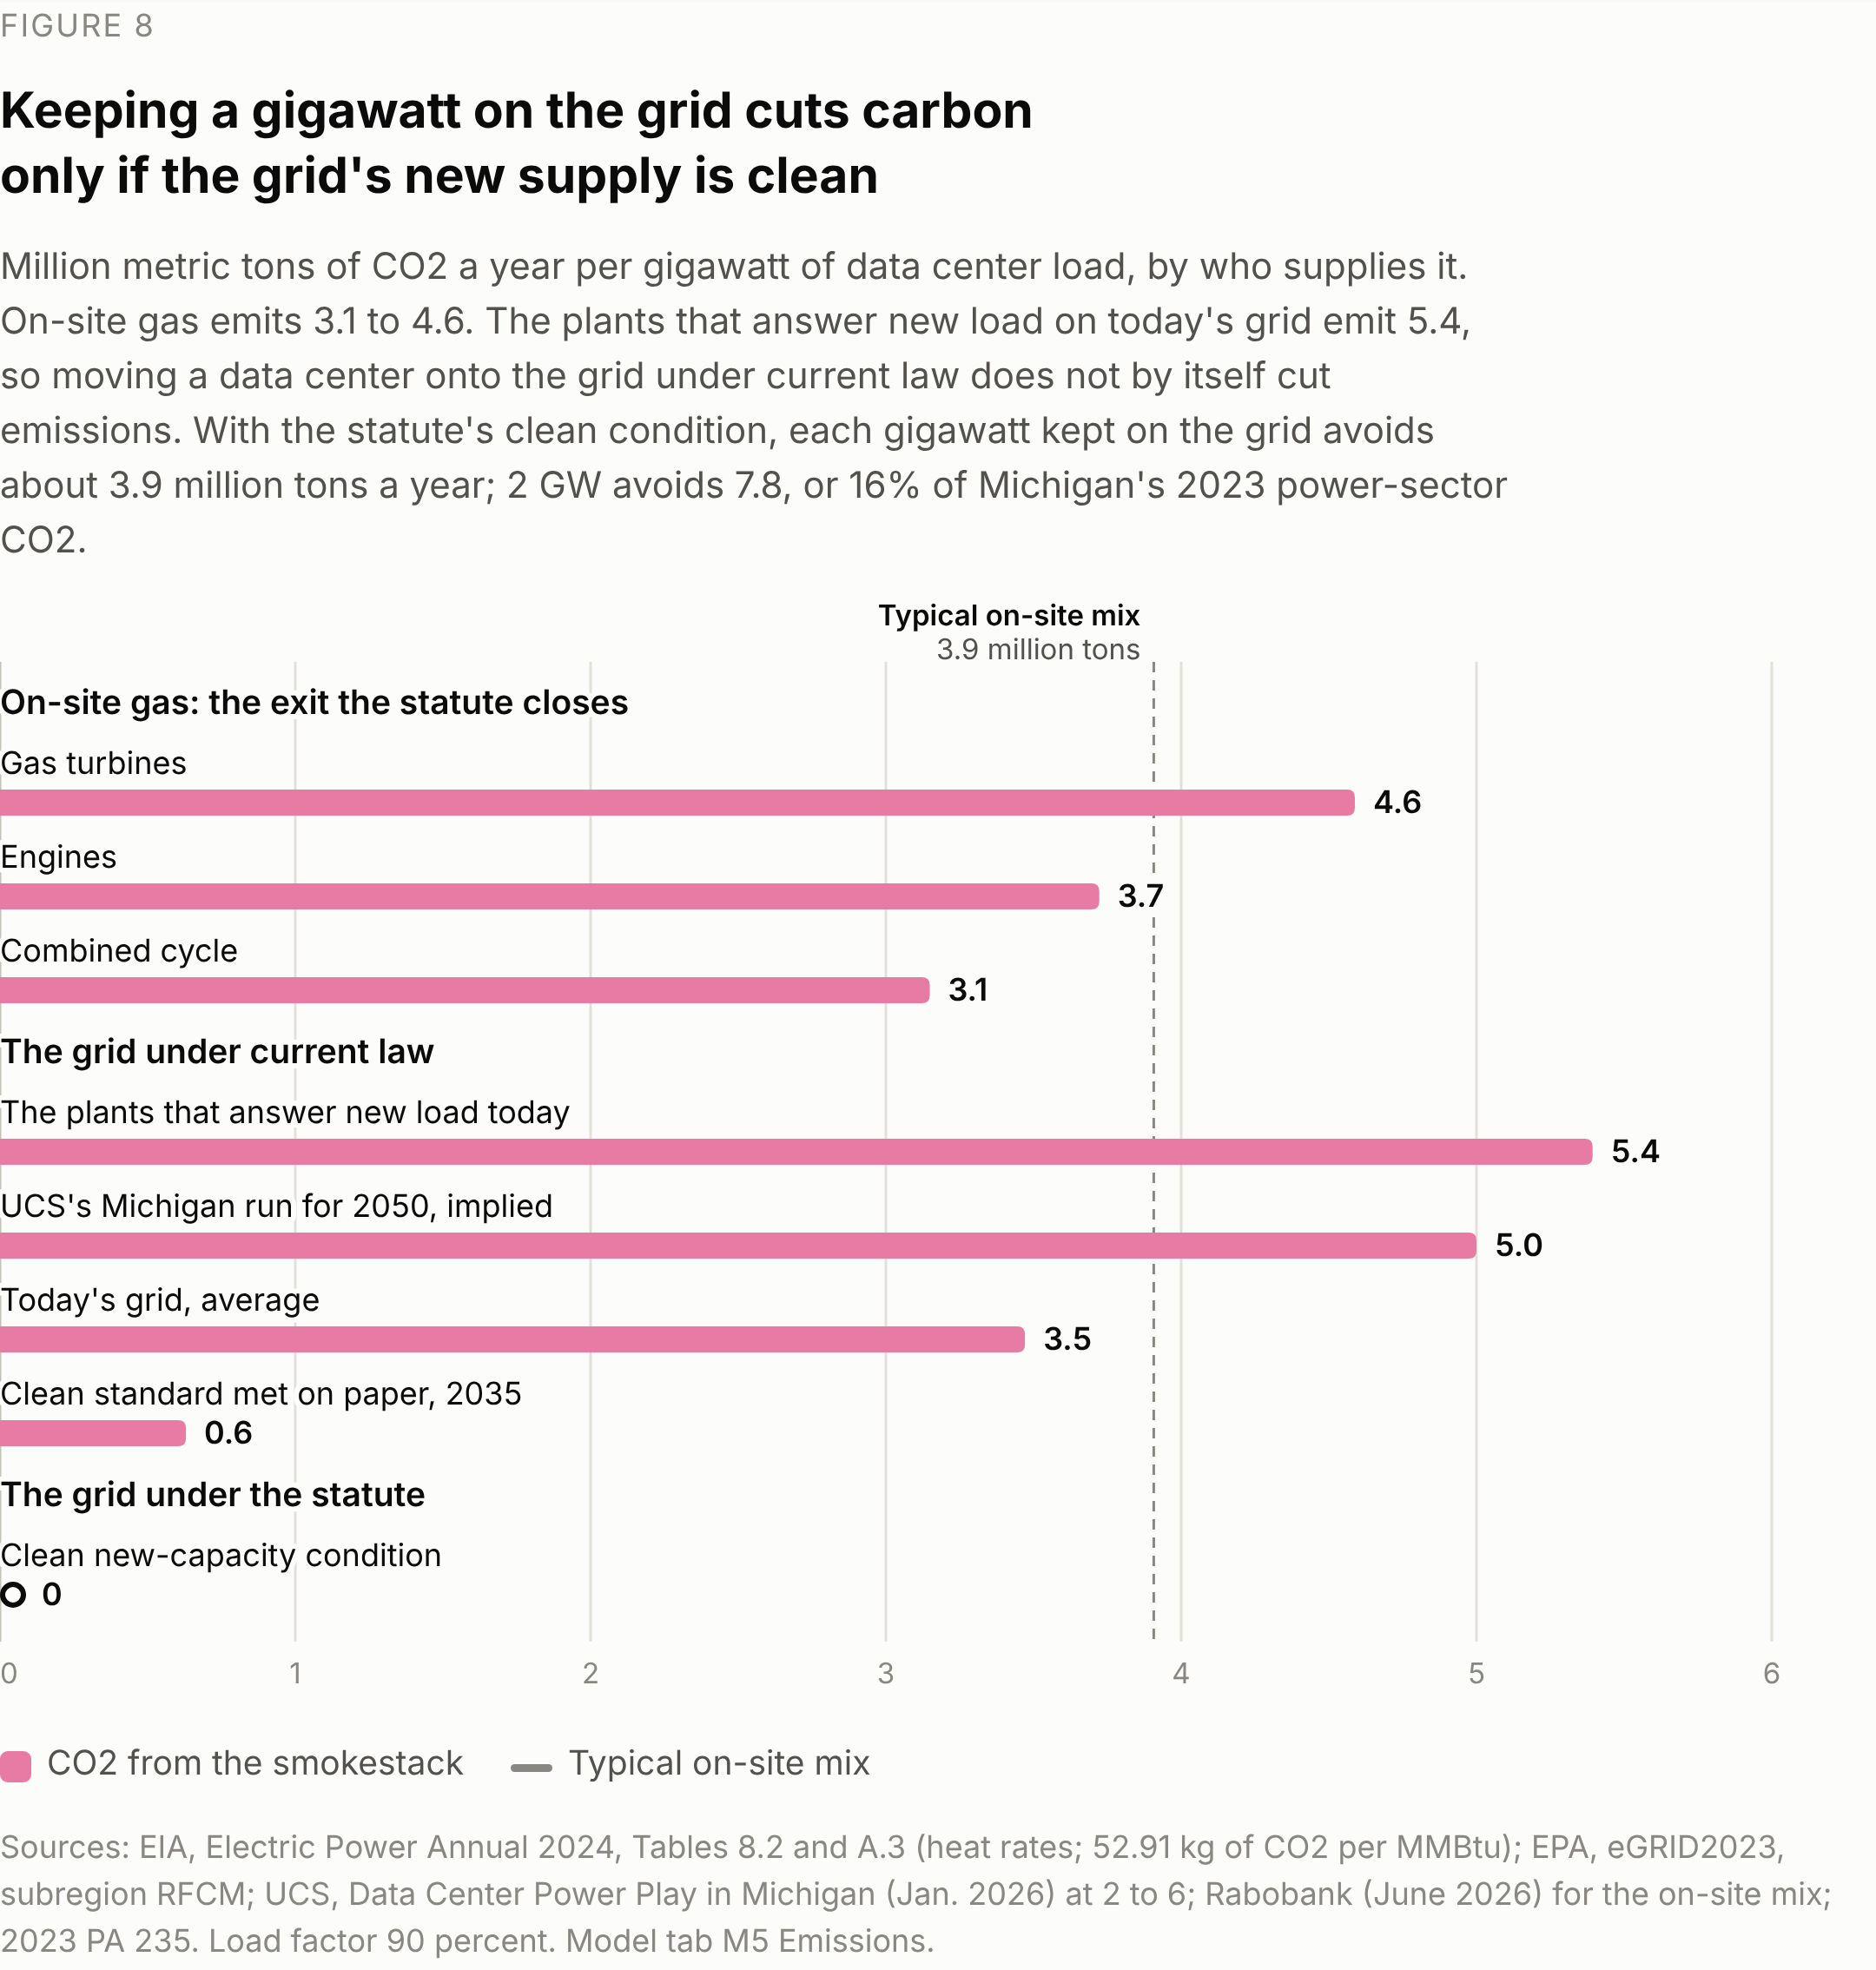 FIGURE 8
Keeping a gigawatt on the grid cuts carbon
only if the grid's new supply is clean
Million metric tons of CO2 a year per gigawatt of data center load, by who supplies it.
On-site gas emits 3.1 to 4.6. The plants that answer new load on today's grid emit 5.4,
so moving a data center onto the grid under current law does not by itself cut
emissions. With the statute's clean condition, each gigawatt kept on the grid avoids
about 3.9 million tons a year; 2 GW avoids 7.8, or 16% of Michigan's 2023 power-sector
CO2.
Typical on-site mix
3.9 million tons
On-site gas: the exit the statute closes
Gas turbines
4.6
Engines
3.7
Combined cycle
3.1
The grid under current law
The plants that answer new load today
5.4
UCS's Michigan run for 2050, implied
5.0
Today's grid, average
3.5
Clean standard met on paper, 2035
0.6
The grid under the statute
Clean new-capacity condition
0
0 1 2 3 4 5 6
CO2 from the smokestack Typical on-site mix
Sources: EIA, Electric Power Annual 2024, Tables 8.2 and A.3 (heat rates; 52.91 kg of CO2 per MMBtu); EPA, eGRID2023,
subregion RFCM; UCS, Data Center Power Play in Michigan (Jan. 2026) at 2 to 6; Rabobank (June 2026) for the on-site mix;
2023 PA 235. Load factor 90 percent. Model tab M5 Emissions.